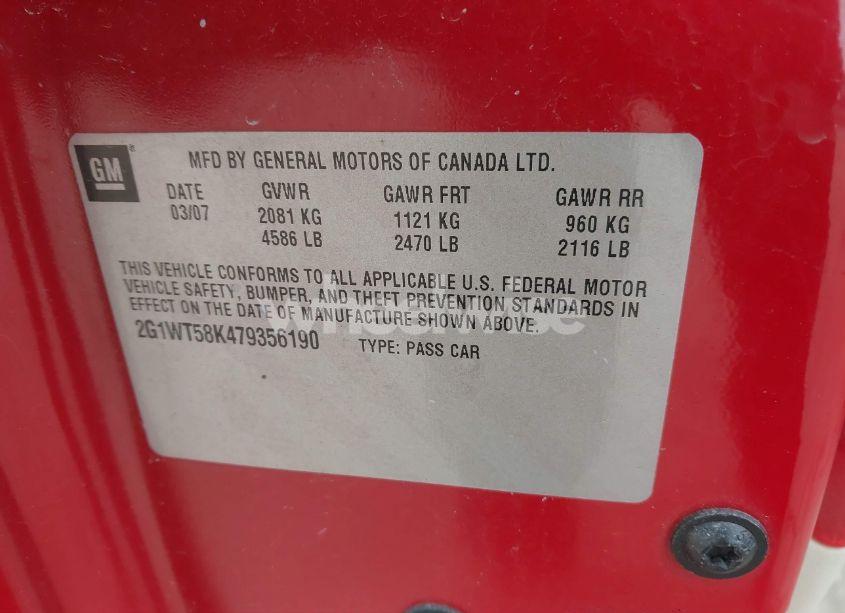 GM ® MFD BY GENERAL MOTORS OF CANADA LTD.
DATE GVWR GAWR FRT GAWR RR
03/07 2081 KG 1121 KG 960 KG
4586 LB 2470 LB 2116 LB
THIS VEHICLE CONFORMS TO ALL APPLICABLE U.S. FEDERAL MOTOR
VEHICLE SAFETY, BUMPER, AND THEFT PREVENTION STANDARDS IN
EFFECT ON THE DATE OF MANUFACTURE SHOWN ABOVE.
2G1WT58K479356190 TYPE: PASS CAR